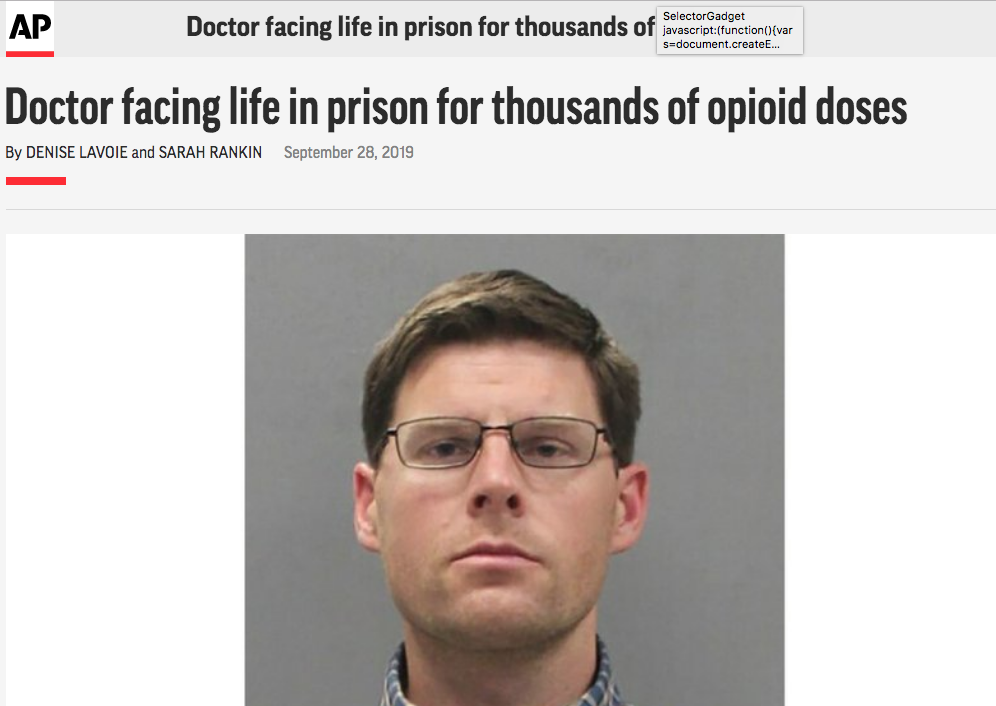 AP
Doctor facing life in prison for thousands of
SelectorGadget
javascript:(function(){var
s=document.createE...
Doctor facing life in prison for thousands of opioid doses
By DENISE LAVOIE and SARAH RANKIN September 28, 2019